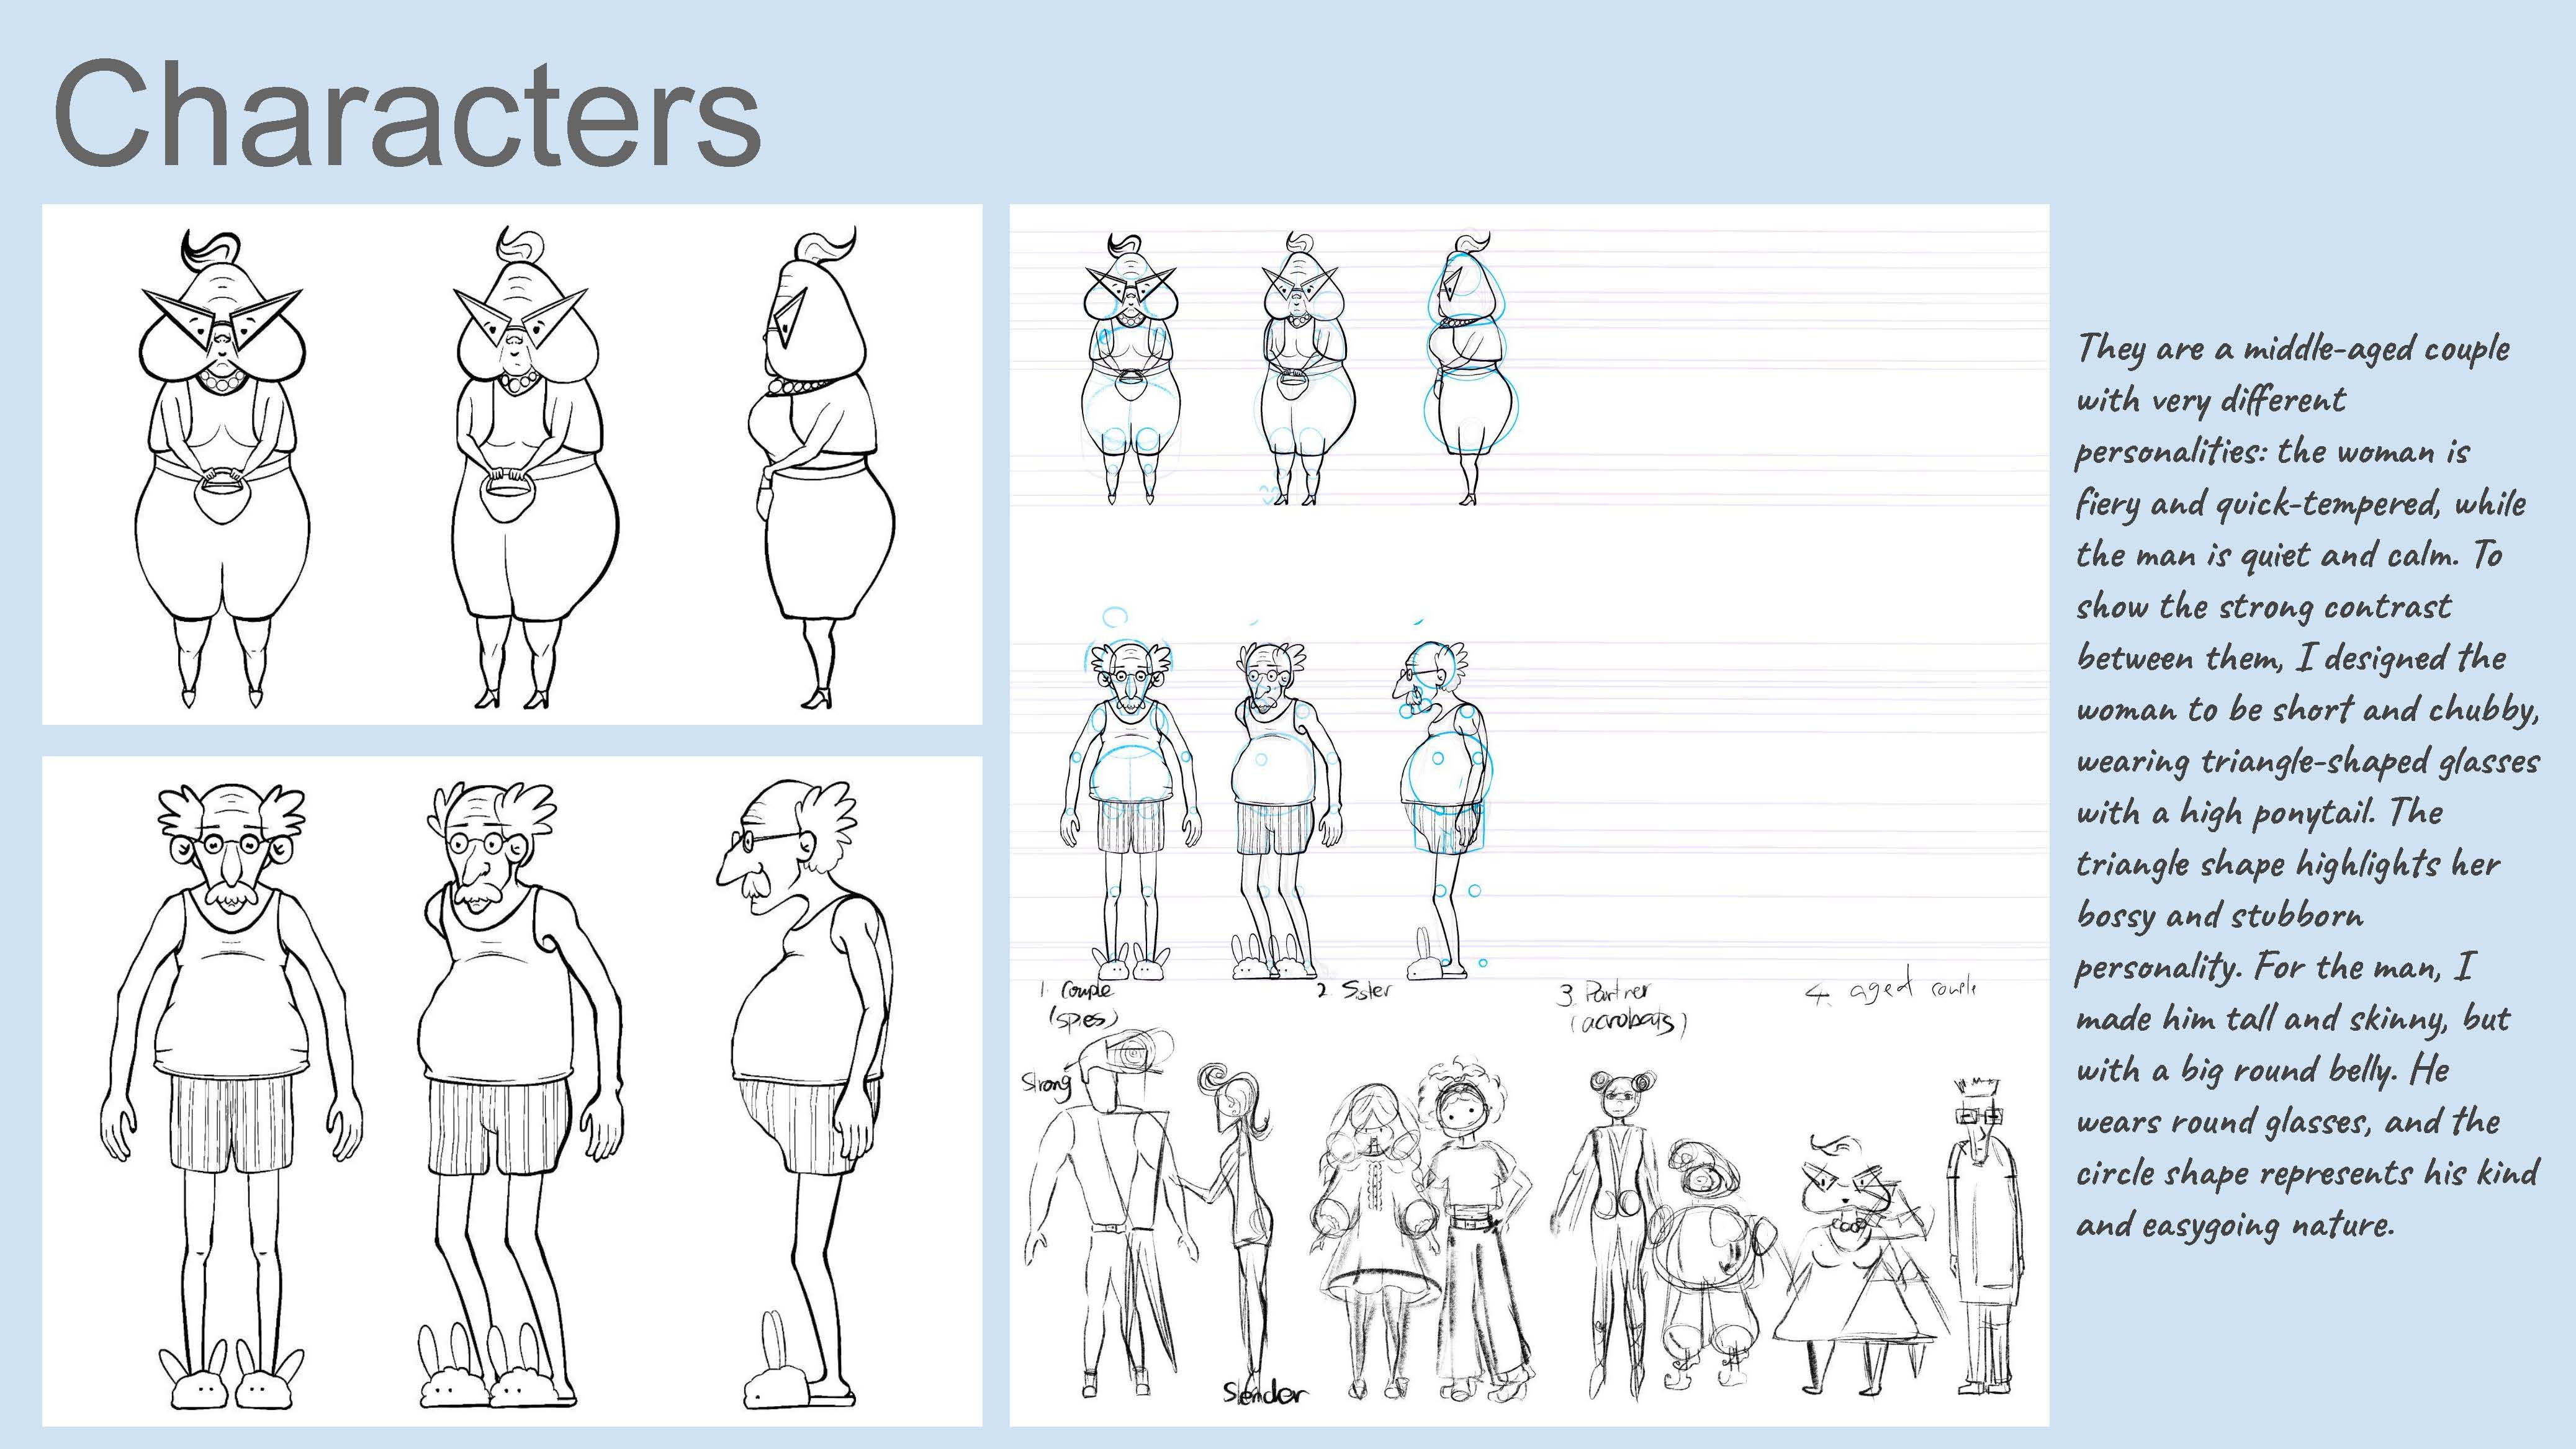 Characters
They are a middle-aged couple
with very different
personalities: the woman is
fiery and quick-tempered, while
the man is quiet and calm. To
show the strong contrast
between them, I designed the
woman to be short and chubby,
wearing triangle-shaped glasses
with a high ponytail. The
triangle shape highlights her
bossy and stubborn
personality. For the man, I
made him tall and skinny, but
with a big round belly. He
wears round glasses, and the
circle shape represents his kind
and easygoing nature.
1. Couple
(spies)
2. Sister
3. Partner
(acrobats)
4. aged couple
Strong
Slender